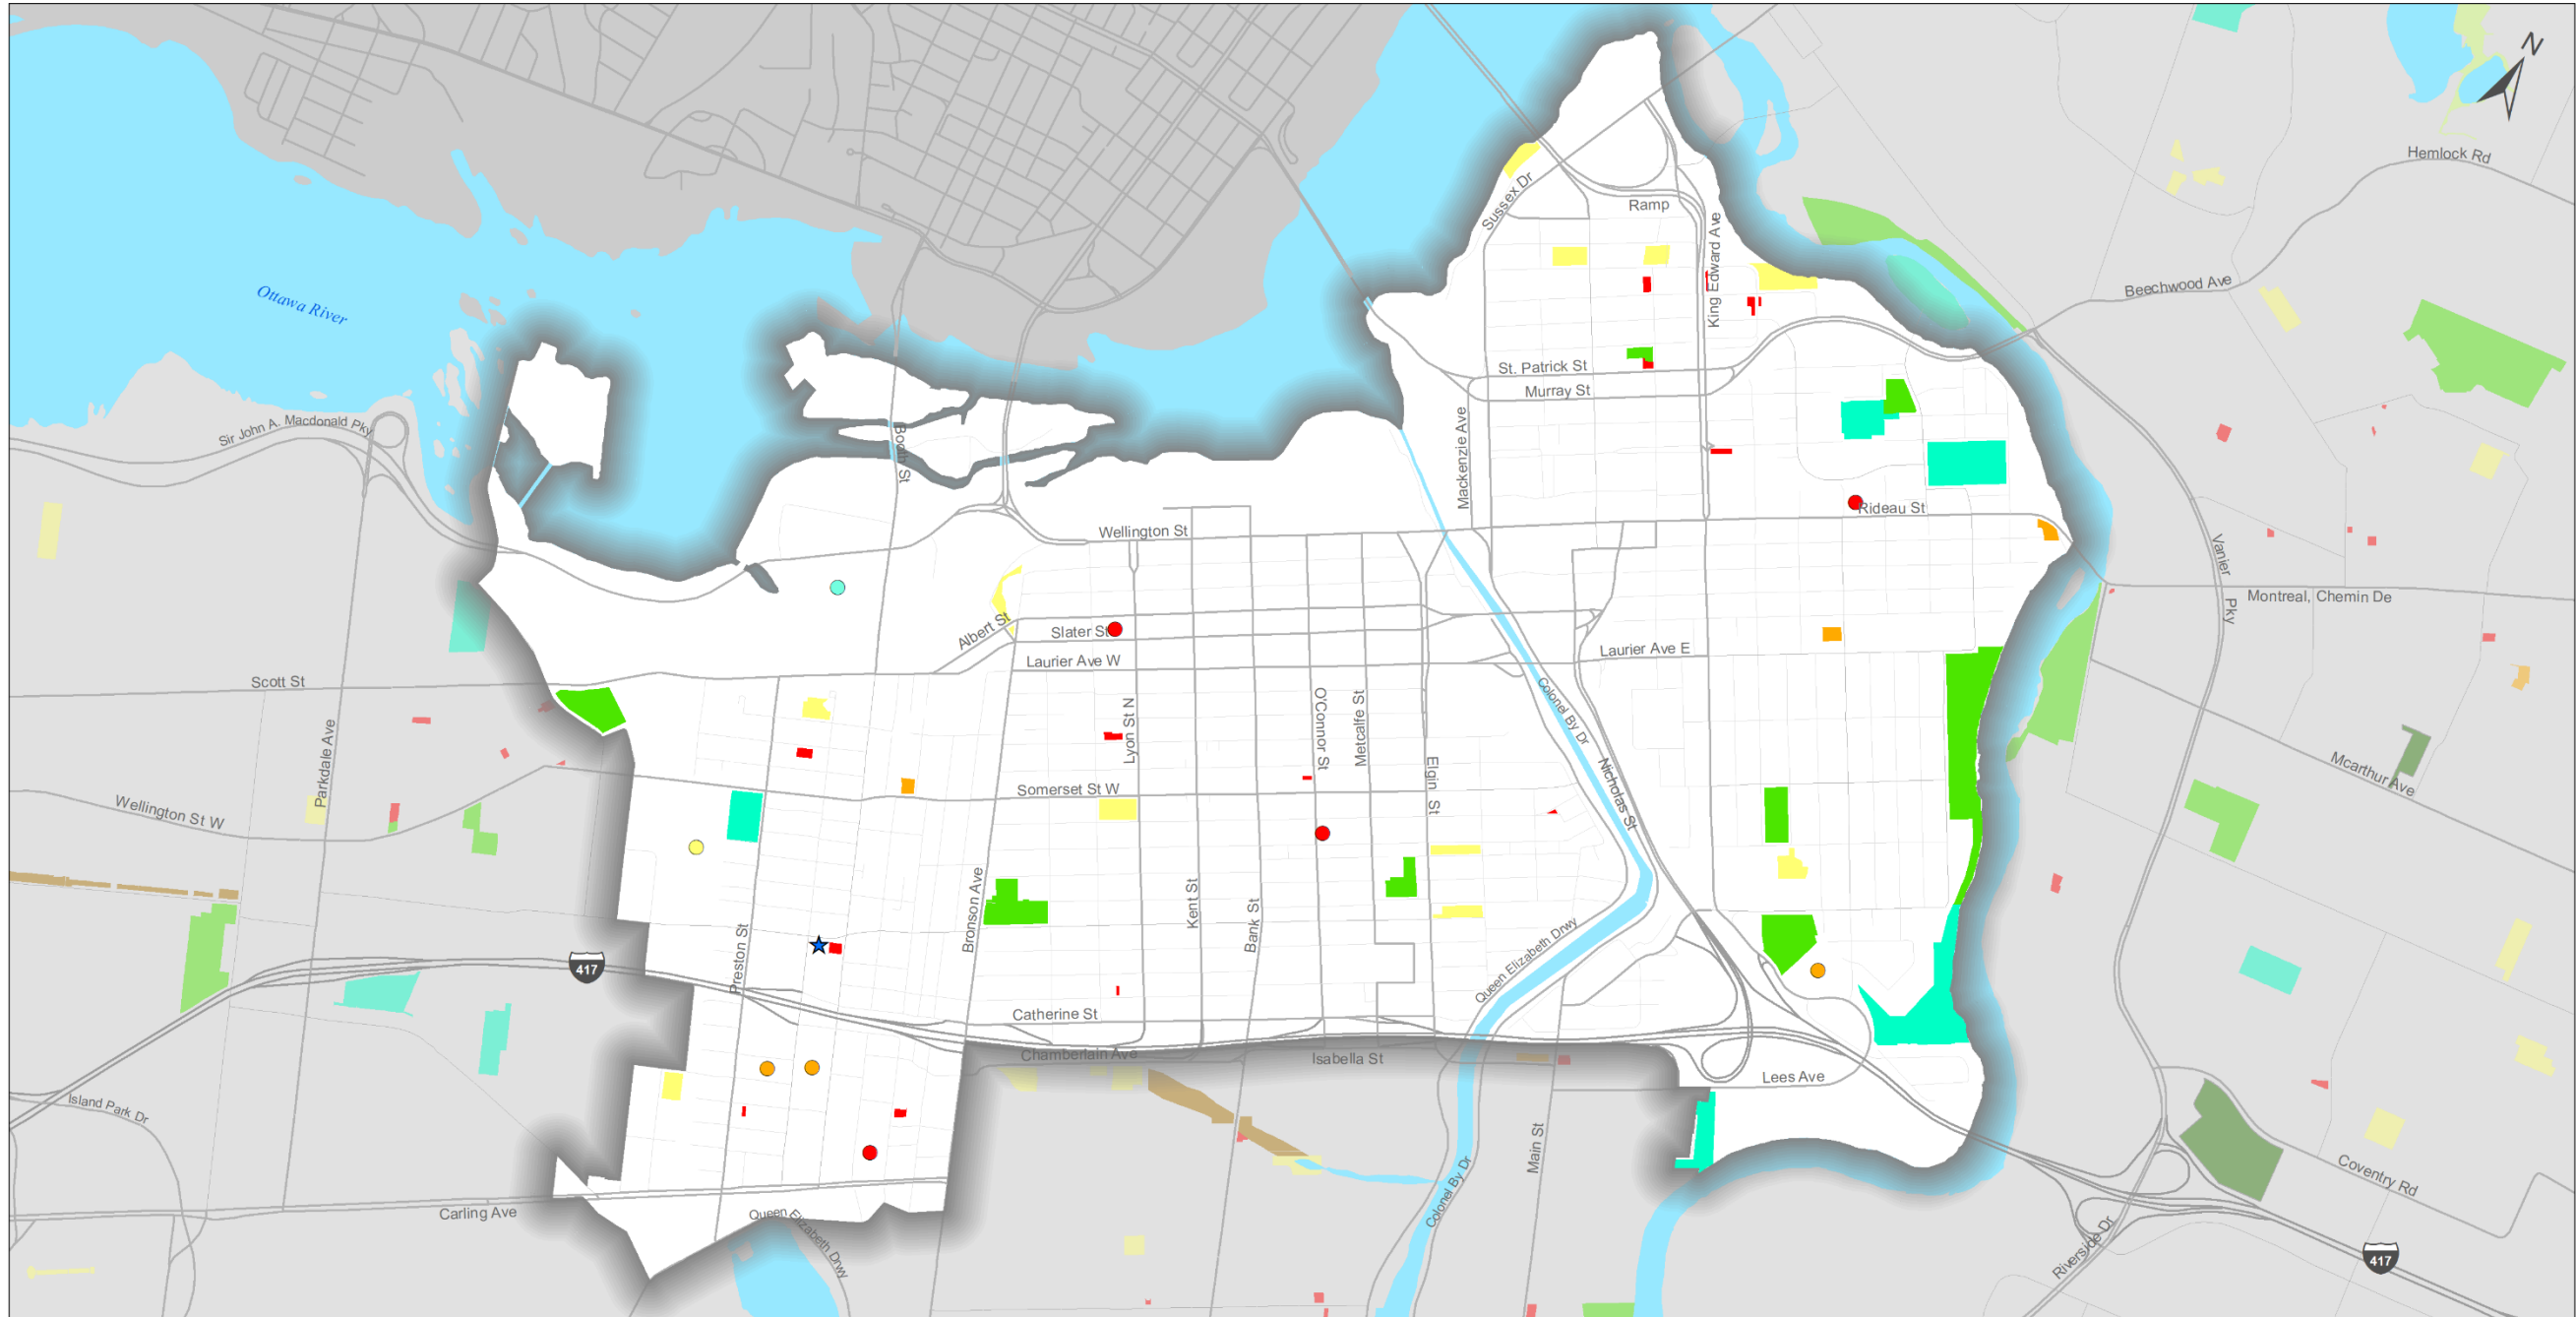 N
Hemlock Rd
Sussex Dr
Ramp
King Edward Ave
Beechwood Ave
Ottawa River
St. Patrick St
Murray St
Mackenzie Ave
Sir John A. Macdonald Pky
Booth St
Rideau St
Wellington St
Vanier Pky
Montreal, Chemin De
Albert St
Slater St
Laurier Ave W
Laurier Ave E
Scott St
Colonel By Dr
Parkdale Ave
Lyon St N
O'Connor St
Metcalfe St
Elgin St
Nicholas St
Mcarthur Ave
Wellington St W
Somerset St W
Bronson Ave
Kent St
Bank St
Preston St
Queen Elizabeth Drwy
417
Catherine St
Chamberlain Ave
Isabella St
Lees Ave
Island Park Dr
Main St
Colonel By Dr
Coventry Rd
Carling Ave
Queen Elizabeth Drwy
Riverside Dr
417